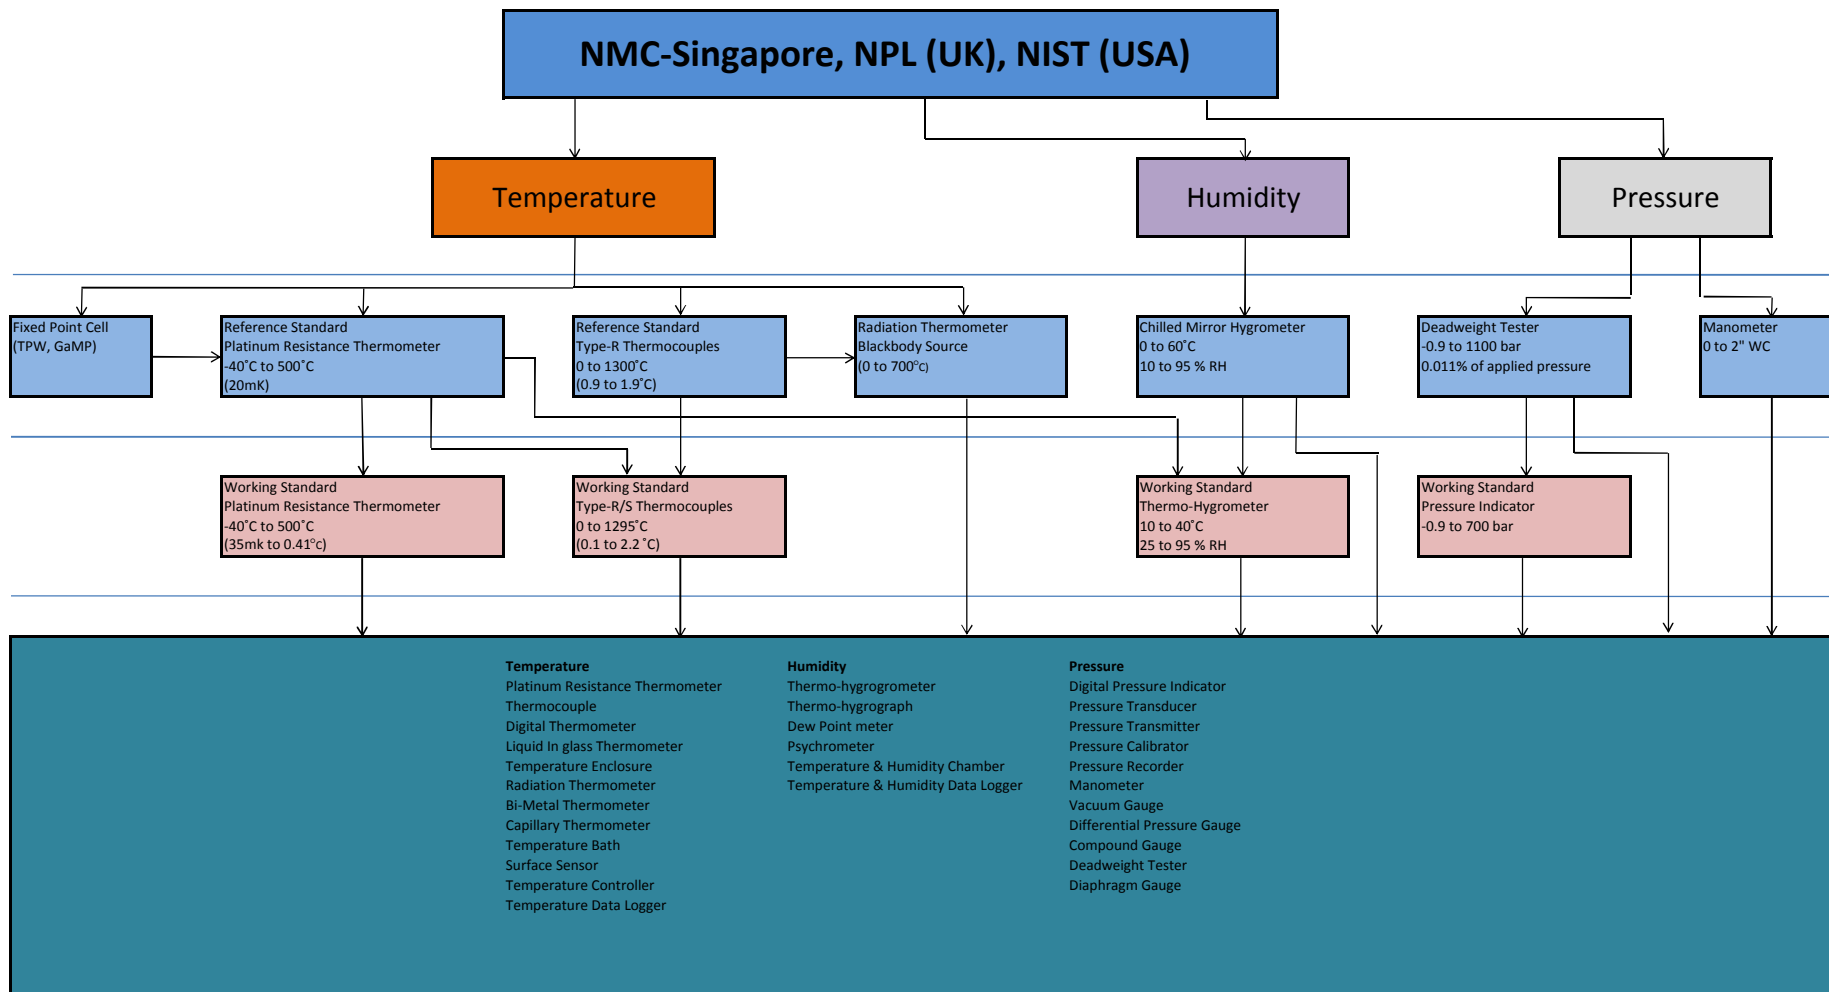 NMC-Singapore, NPL (UK), NIST (USA)
Temperature
Humidity
Pressure
Fixed Point Cell
(TPW, GaMP)
Reference Standard
Platinum Resistance Thermometer
-40˚C to 500˚C
(20mK)
Reference Standard
Type-R Thermocouples
0 to 1300˚C
(0.9 to 1.9˚C)
Radiation Thermometer
Blackbody Source
(0 to 700°C)
Chilled Mirror Hygrometer
0 to 60˚C
10 to 95 % RH
Deadweight Tester
-0.9 to 1100 bar
0.011% of applied pressure
Manometer
0 to 2" WC
Working Standard
Platinum Resistance Thermometer
-40˚C to 500˚C
(35mk to 0.41°C)
Working Standard
Type-R/S Thermocouples
0 to 1295˚C
(0.1 to 2.2 ˚C)
Working Standard
Thermo-Hygrometer
10 to 40˚C
25 to 95 % RH
Working Standard
Pressure Indicator
-0.9 to 700 bar
Temperature
Platinum Resistance Thermometer
Thermocouple
Digital Thermometer
Liquid In glass Thermometer
Temperature Enclosure
Radiation Thermometer
Bi-Metal Thermometer
Capillary Thermometer
Temperature Bath
Surface Sensor
Temperature Controller
Temperature Data Logger
Humidity
Thermo-hygrogrometer
Thermo-hygrograph
Dew Point meter
Psychrometer
Temperature & Humidity Chamber
Temperature & Humidity Data Logger
Pressure
Digital Pressure Indicator
Pressure Transducer
Pressure Transmitter
Pressure Calibrator
Pressure Recorder
Manometer
Vacuum Gauge
Differential Pressure Gauge
Compound Gauge
Deadweight Tester
Diaphragm Gauge